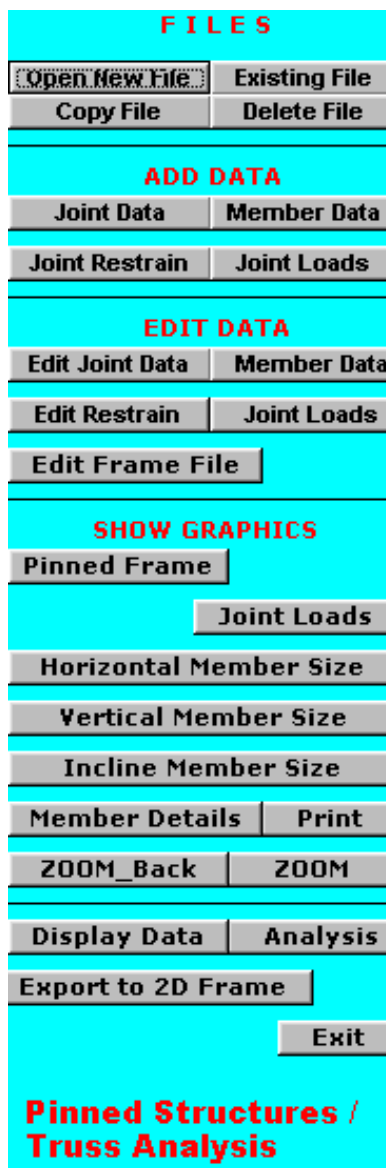 F I L E S
Open New File Existing File
Copy File Delete File
ADD DATA
Joint Data Member Data
Joint Restrain Joint Loads
EDIT DATA
Edit Joint Data Member Data
Edit Restrain Joint Loads
Edit Frame File
SHOW GRAPHICS
Pinned Frame
Joint Loads
Horizontal Member Size
Vertical Member Size
Incline Member Size
Member Details Print
ZOOM_Back ZOOM
Display Data Analysis
Export to 2D Frame
Exit
Pinned Structures /
Truss Analysis